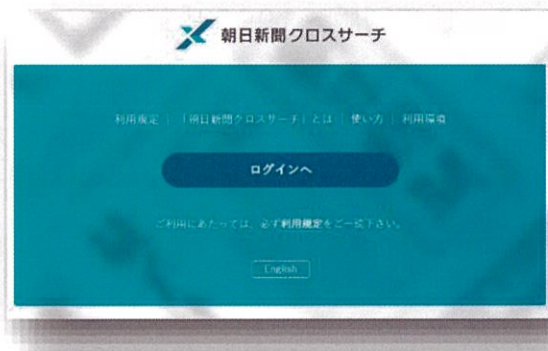 朝日新聞クロスサーチ
利用規定 | 「朝日新聞クロスサーチ」とは | 使い方 | 利用環境
ログインへ
ご利用にあたっては、必ず利用規定をご一読下さい。
English